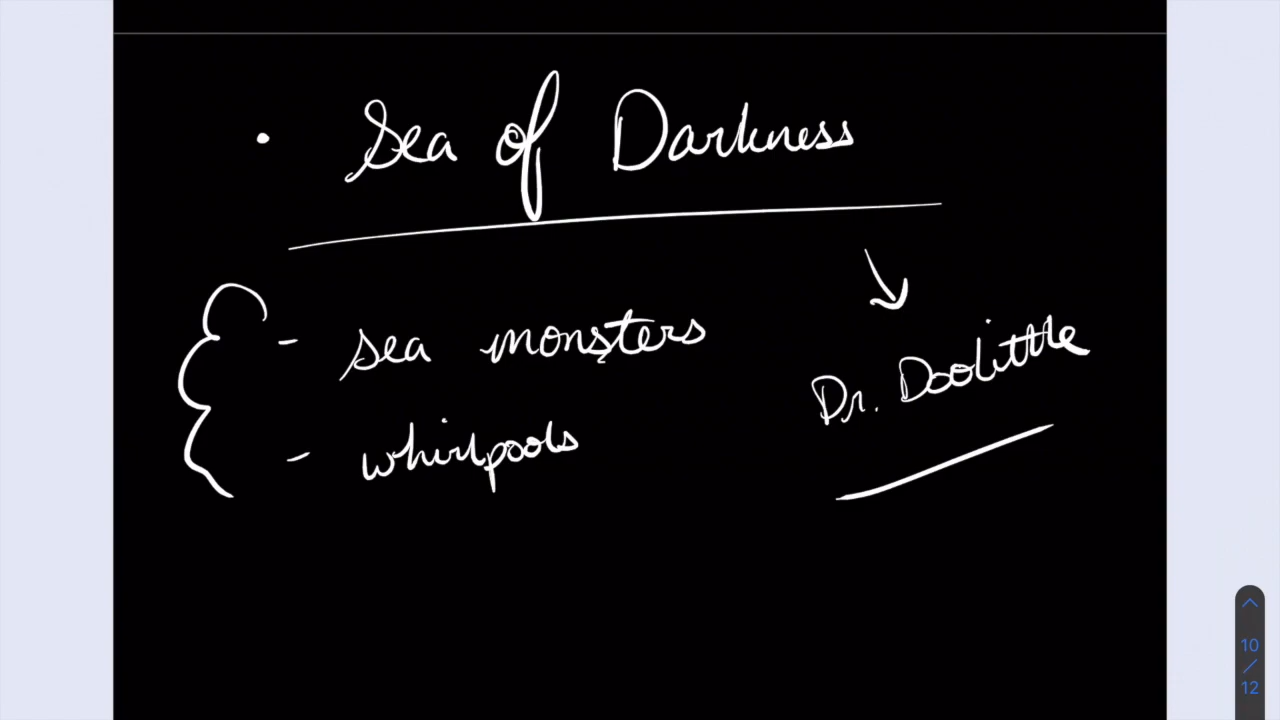 • Sea of Darkness
- sea monsters
- whirlpools
Dr. Doolittle
10
/
12